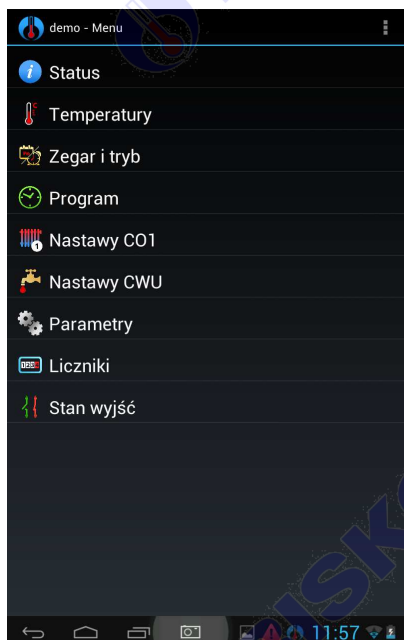 demo - Menu
Status
Temperatury
Zegar i tryb
Program
Nastawy CO1
Nastawy CWU
Parametry
Liczniki
Stan wyjść
11:57